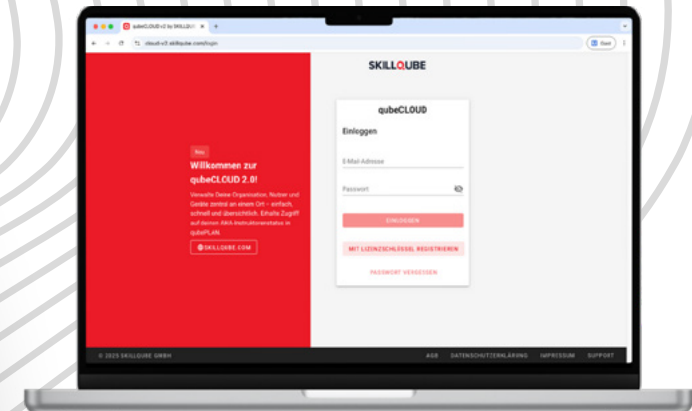 qubeCLOUD v2 by SKILLQU
cloud-v2.skillqube.com/login
Gast
SKILLQUBE
Neu
Willkommen zur
qubeCLOUD 2.0!
Verwalte Deine Organisation, Nutzer und
Geräte zentral an einem Ort – einfach,
schnell und übersichtlich. Erhalte Zugriff
auf deinen AHA-Instruktorenstatus in
qubePLAN.
SKILLQUBE.COM
qubeCLOUD
Einloggen
E-Mail-Adresse
Passwort
EINLOGGEN
MIT LIZENZSCHLÜSSEL REGISTRIEREN
PASSWORT VERGESSEN
© 2025 SKILLQUBE GMBH
AGB DATENSCHUTZERKLÄRUNG IMPRESSUM SUPPORT